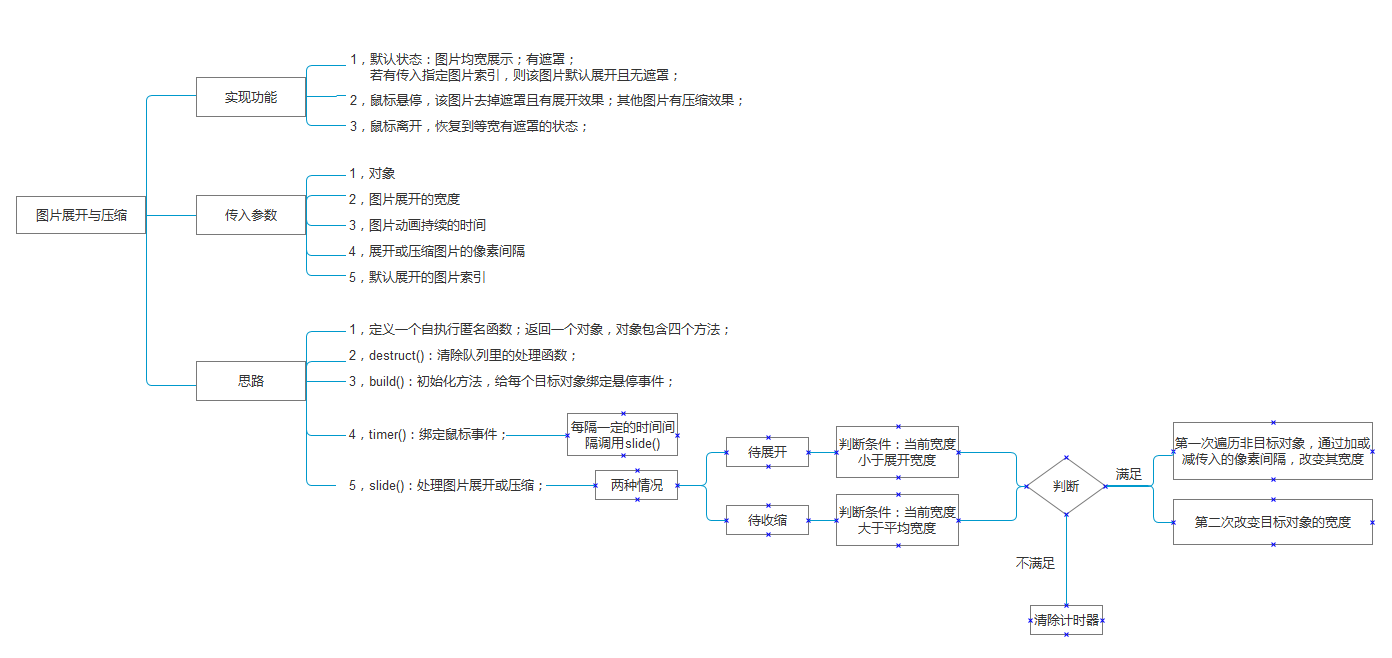 图片展开与压缩
实现功能
1，默认状态：图片均宽展示；有遮罩；
若有传入指定图片索引，则该图片默认展开且无遮罩；
2，鼠标悬停，该图片去掉遮罩且有展开效果；其他图片有压缩效果；
3，鼠标离开，恢复到等宽有遮罩的状态；
传入参数
1，对象
2，图片展开的宽度
3，图片动画持续的时间
4，展开或压缩图片的像素间隔
5，默认展开的图片索引
思路
1，定义一个自执行匿名函数；返回一个对象，对象包含四个方法；
2，destruct()：清除队列里的处理函数；
3，build()：初始化方法，给每个目标对象绑定悬停事件；
4，timer()：绑定鼠标事件；
每隔一定的时间间
隔调用slide()
5，slide()：处理图片展开或压缩；
两种情况
待展开
判断条件：当前宽度
小于展开宽度
待收缩
判断条件：当前宽度
大于平均宽度
判断
满足
第一次遍历非目标对象，通过加或
减传入的像素间隔，改变其宽度
第二次改变目标对象的宽度
不满足
清除计时器